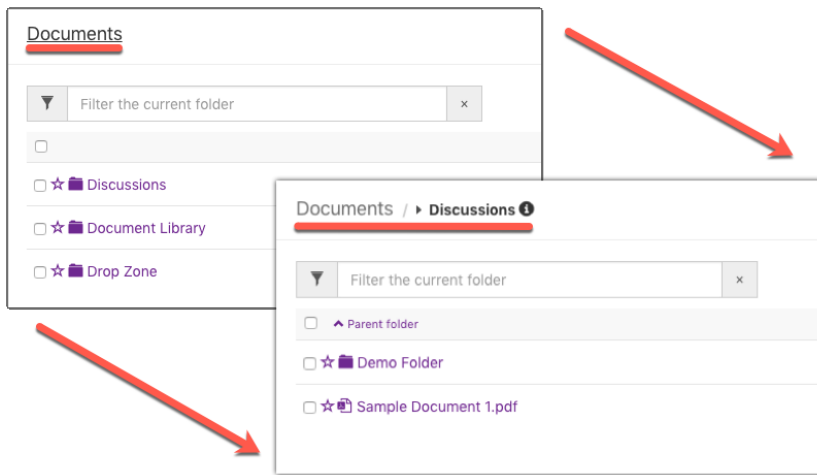 Documents
Filter the current folder ×
Discussions
Document Library
Drop Zone
Documents / Discussions
Filter the current folder ×
Parent folder
Demo Folder
Sample Document 1.pdf